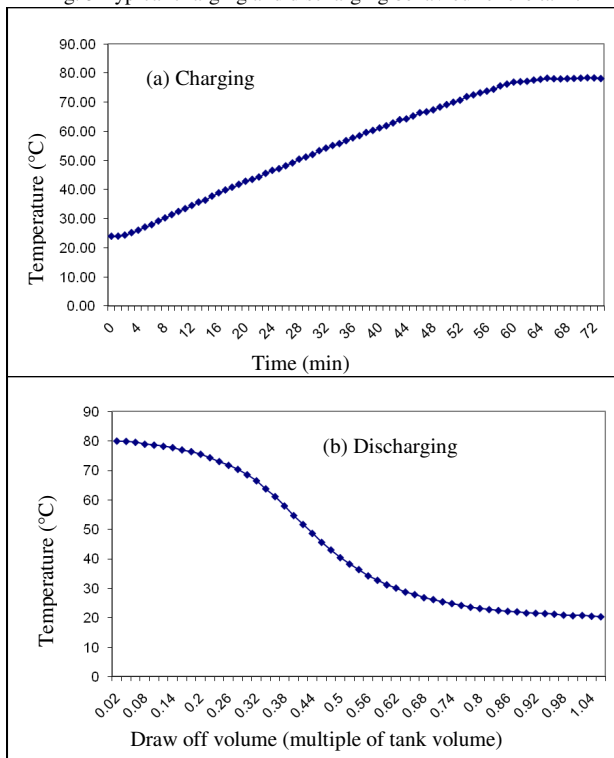 (a) Charging
90.00
80.00
70.00
60.00
50.00
40.00
30.00
20.00
10.00
0.00
Temperature (°C)
0 4 8 12 16 20 24 28 32 36 40 44 48 52 56 60 64 68 72
Time (min)
(b) Discharging
90
80
70
60
50
40
30
20
10
0
Temperature (°C)
0.02 0.08 0.14 0.2 0.26 0.32 0.38 0.44 0.5 0.56 0.62 0.68 0.74 0.8 0.86 0.92 0.98 1.04
Draw off volume (multiple of tank volume)